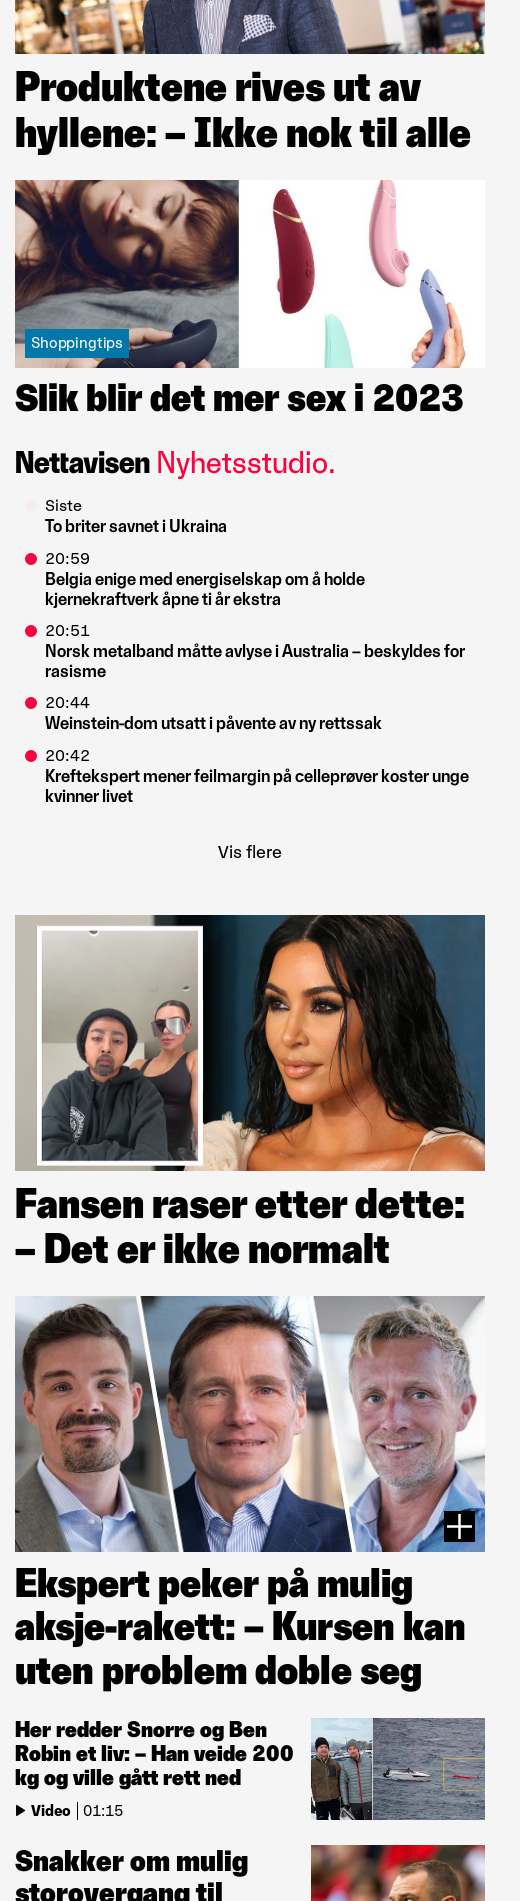 Produktene rives ut av
hyllene: – Ikke nok til alle
Shoppingtips
Slik blir det mer sex i 2023
Nettavisen Nyhetsstudio.
Siste
To briter savnet i Ukraina
20:59
Belgia enige med energiselskap om å holde
kjernekraftverk åpne ti år ekstra
20:51
Norsk metalband måtte avlyse i Australia – beskyldes for
rasisme
20:44
Weinstein-dom utsatt i påvente av ny rettssak
20:42
Kreftekspert mener feilmargin på celleprøver koster unge
kvinner livet
Vis flere
Fansen raser etter dette:
– Det er ikke normalt
Ekspert peker på mulig
aksje-rakett: – Kursen kan
uten problem doble seg
Her redder Snorre og Ben
Robin et liv: – Han veide 200
kg og ville gått rett ned
Video 01:15
Snakker om mulig
storovergang til